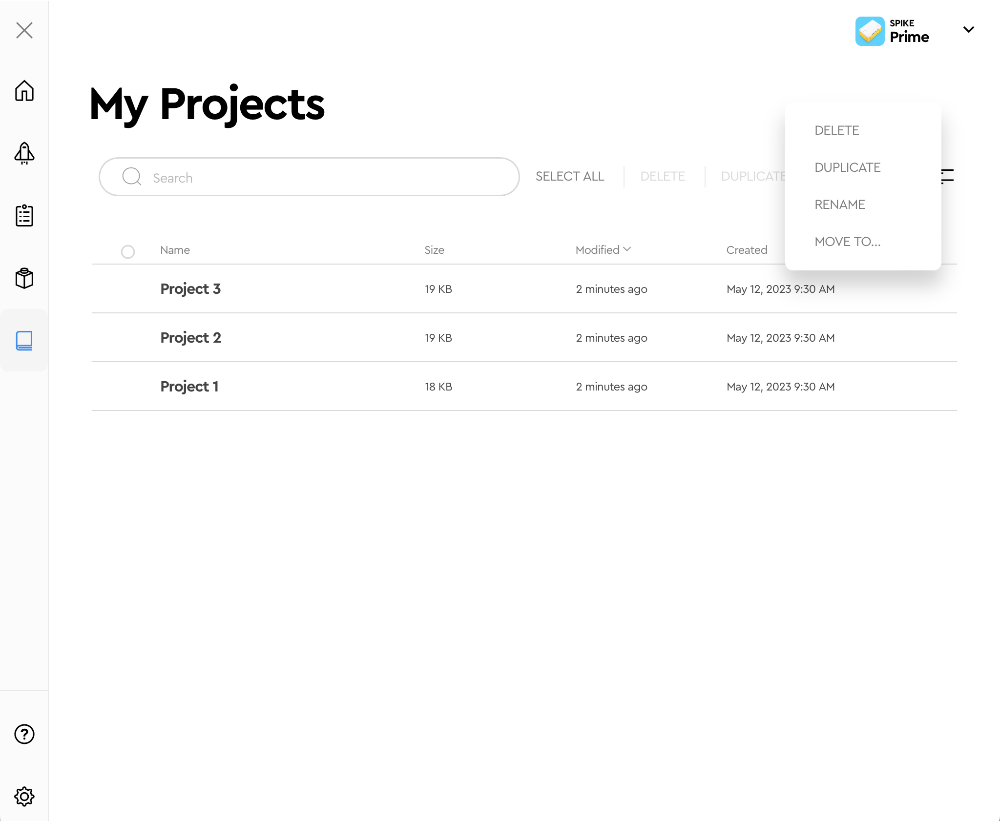 SPIKE
Prime
My Projects
Search
SELECT ALL
DELETE
DUPLICATE
DELETE
DUPLICATE
RENAME
MOVE TO...
Name Size Modified Created
Project 3 19 KB 2 minutes ago May 12, 2023 9:30 AM
Project 2 19 KB 2 minutes ago May 12, 2023 9:30 AM
Project 1 18 KB 2 minutes ago May 12, 2023 9:30 AM
?